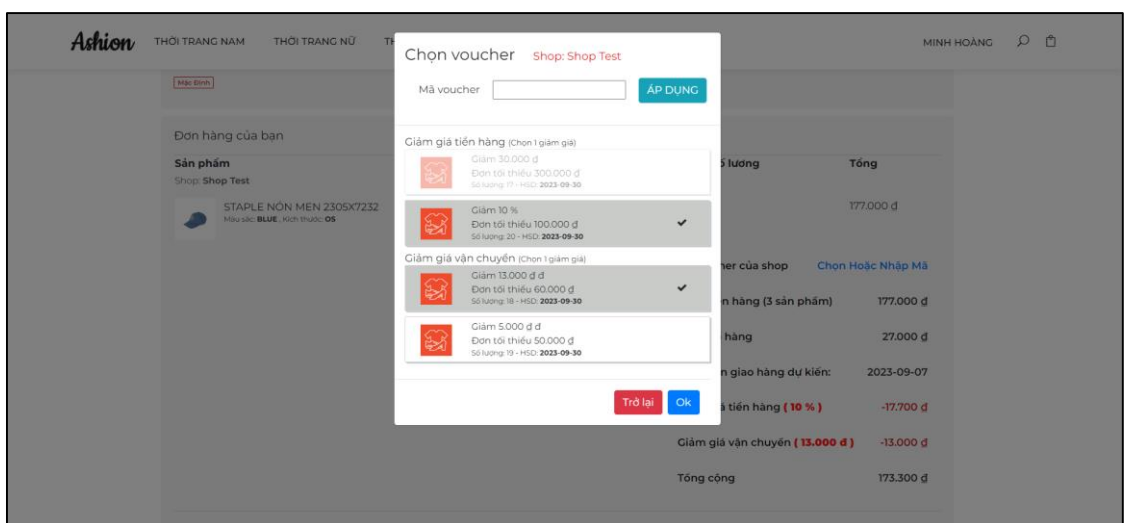 Ashion THỜI TRANG NAM THỜI TRANG NỮ TH MINH HOÀNG
Mặc Định
Đơn hàng của bạn
Sản phẩm ố lượng Tổng
Shop: Shop Test
STAPLE NÓN MEN 2305X7232 177.000 ₫
Màu sắc: BLUE , Kích thước: OS
her của shop Chọn Hoặc Nhập Mã
n hàng (3 sản phẩm) 177.000 ₫
hàng 27.000 ₫
n giao hàng dự kiến: 2023-09-07
á tiền hàng ( 10 % ) -17.700 ₫
Giảm giá vận chuyển ( 13.000 đ ) -13.000 ₫
Tổng cộng 173.300 ₫
Chọn voucher Shop: Shop Test
Mã voucher ÁP DỤNG
Giảm giá tiền hàng (Chọn 1 giảm giá)
Giảm 30.000 ₫
Đơn tối thiểu 300.000 ₫
Số lượng: 17 - HSD: 2023-09-30
Giảm 10 %
Đơn tối thiểu 100.000 ₫
Số lượng: 20 - HSD: 2023-09-30
Giảm giá vận chuyển (Chọn 1 giảm giá)
Giảm 13.000 ₫ đ
Đơn tối thiểu 60.000 ₫
Số lượng: 18 - HSD: 2023-09-30
Giảm 5.000 ₫ đ
Đơn tối thiểu 50.000 ₫
Số lượng: 19 - HSD: 2023-09-30
Trở lại Ok